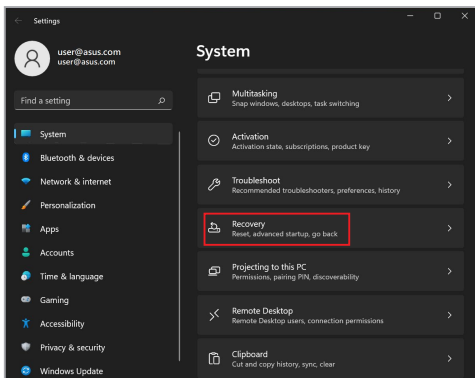 Settings
user@asus.com
user@asus.com
Find a setting
System
Bluetooth & devices
Network & internet
Personalization
Apps
Accounts
Time & language
Gaming
Accessibility
Privacy & security
Windows Update
System
Multitasking
Snap windows, desktops, task switching
Activation
Activation state, subscriptions, product key
Troubleshoot
Recommended troubleshooters, preferences, history
Recovery
Reset, advanced startup, go back
Projecting to this PC
Permissions, pairing PIN, discoverability
Remote Desktop
Remote Desktop users, connection permissions
Clipboard
Cut and copy history, sync, clear